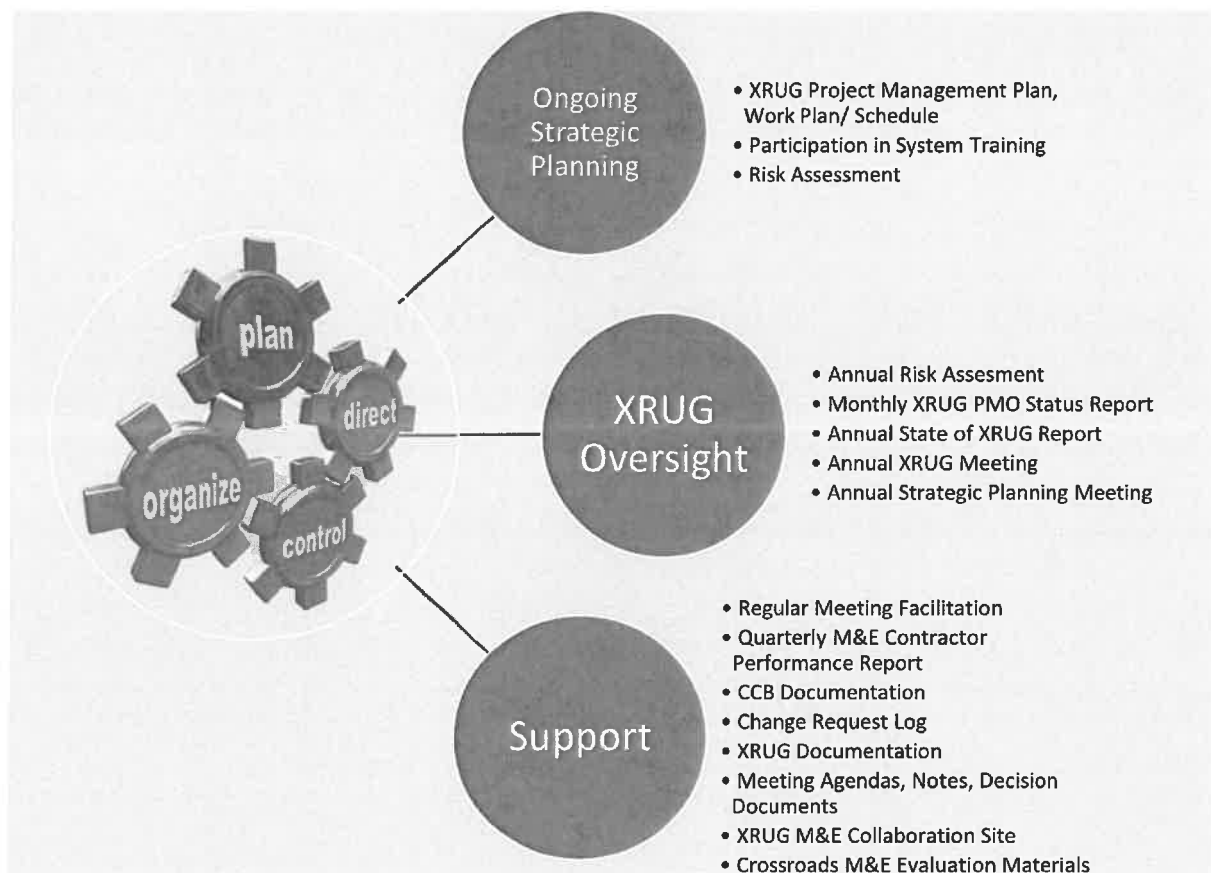 Ongoing
Strategic
Planning
• XRUG Project Management Plan,
Work Plan/ Schedule
• Participation in System Training
• Risk Assessment
plan
direct
organize
control
XRUG
Oversight
• Annual Risk Assesment
• Monthly XRUG PMO Status Report
• Annual State of XRUG Report
• Annual XRUG Meeting
• Annual Strategic Planning Meeting
Support
• Regular Meeting Facilitation
• Quarterly M&E Contractor
Performance Report
• CCB Documentation
• Change Request Log
• XRUG Documentation
• Meeting Agendas, Notes, Decision
Documents
• XRUG M&E Collaboration Site
• Crossroads M&E Evaluation Materials